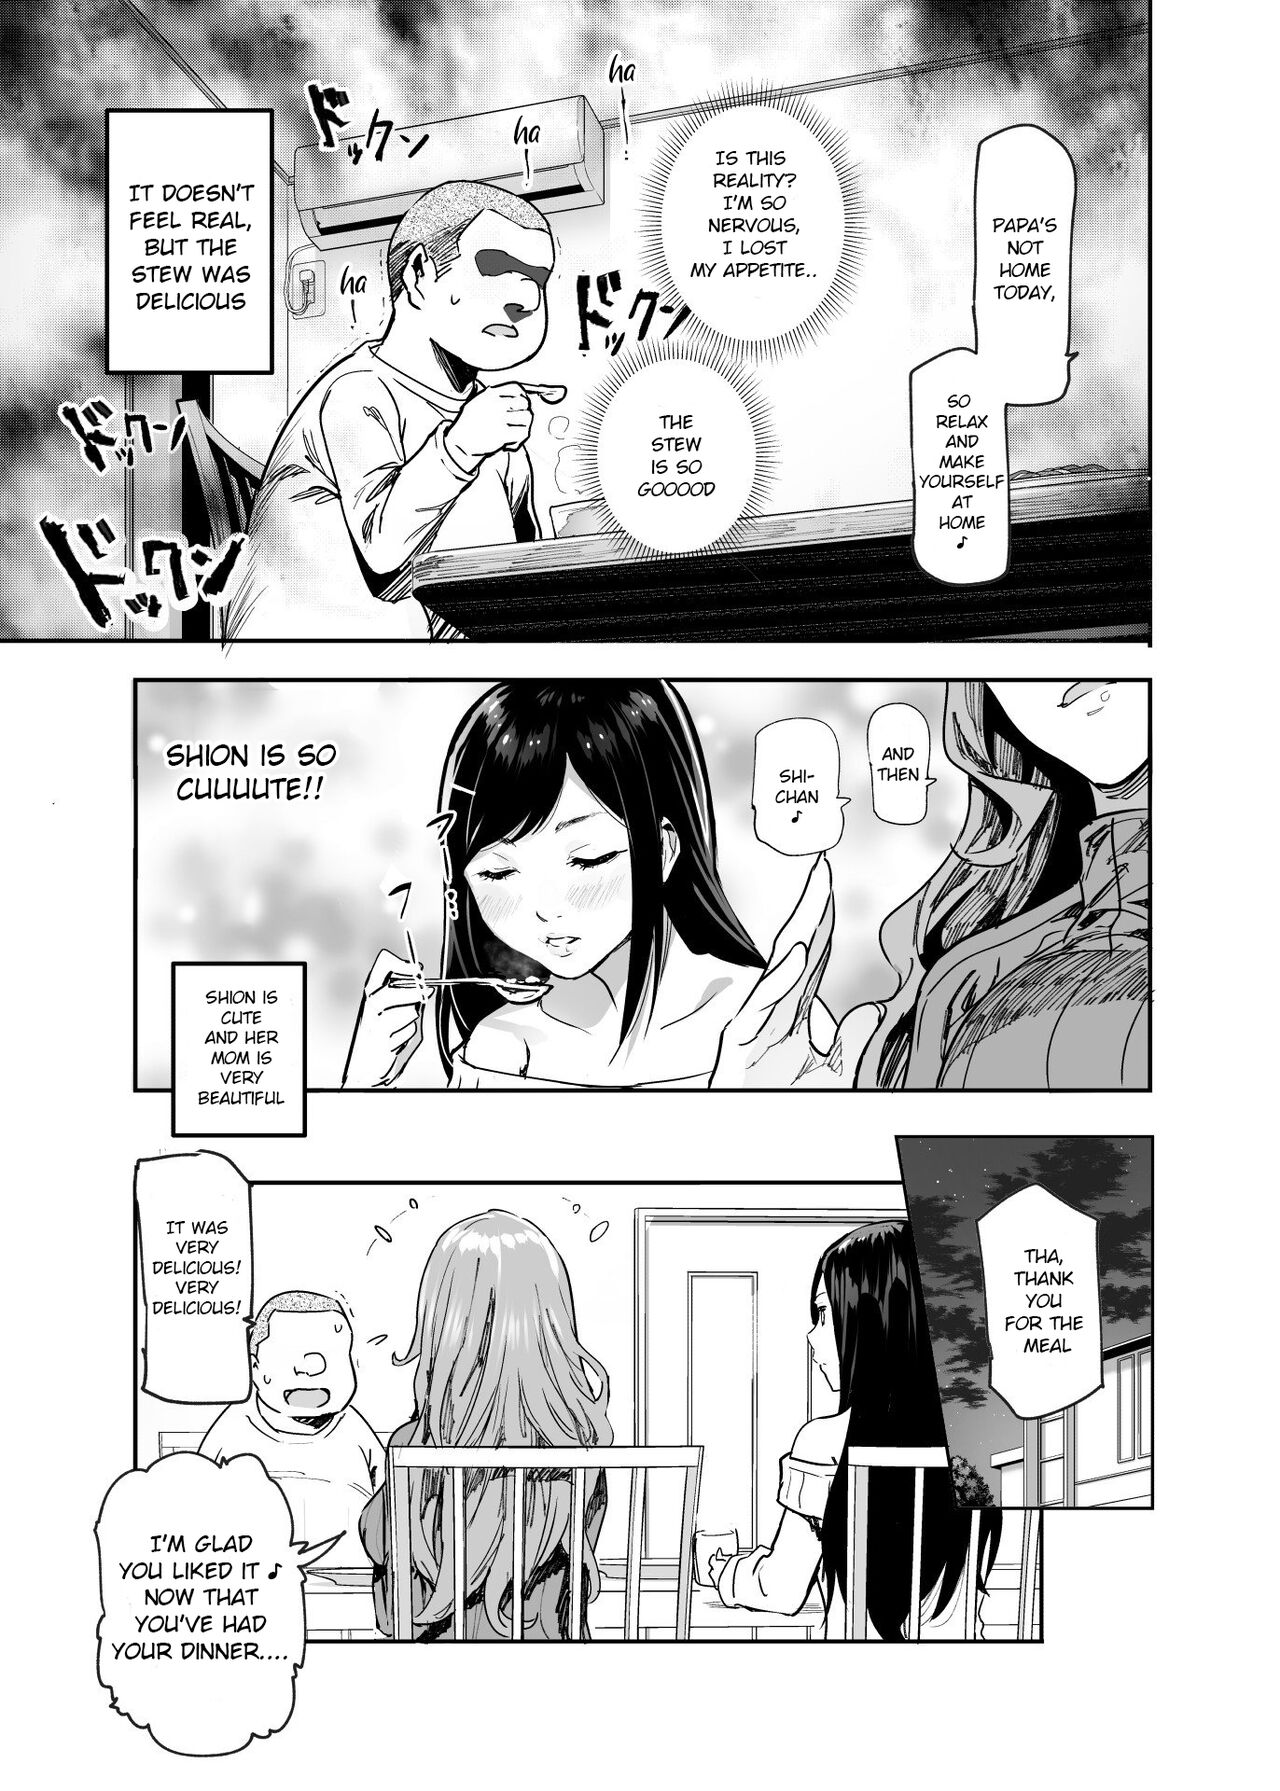 PAPA'S
NOT
HOME
TODAY,
SO
RELAX
AND
MAKE
YOURSELF
AT
HOME
♪
IS THIS
REALITY?
I'M SO
NERVOUS,
I LOST
MY APPETITE..
THE
STEW
IS SO
GOOOOD
ha
ha
ha
ドックン
ドックン
ドックン
ドックン
IT DOESN'T
FEEL REAL,
BUT THE
STEW WAS
DELICIOUS
AND
THEN
SHI-
CHAN
♪
SHION IS SO
CUUUUTE!!
フー
フー
SHION IS
CUTE
AND HER
MOM IS
VERY
BEAUTIFUL
THA,
THANK
YOU
FOR THE
MEAL
IT WAS
VERY
DELICIOUS!
VERY
DELICIOUS!
I'M GLAD
YOU LIKED IT ♪
NOW THAT
YOU'VE HAD
YOUR DINNER....